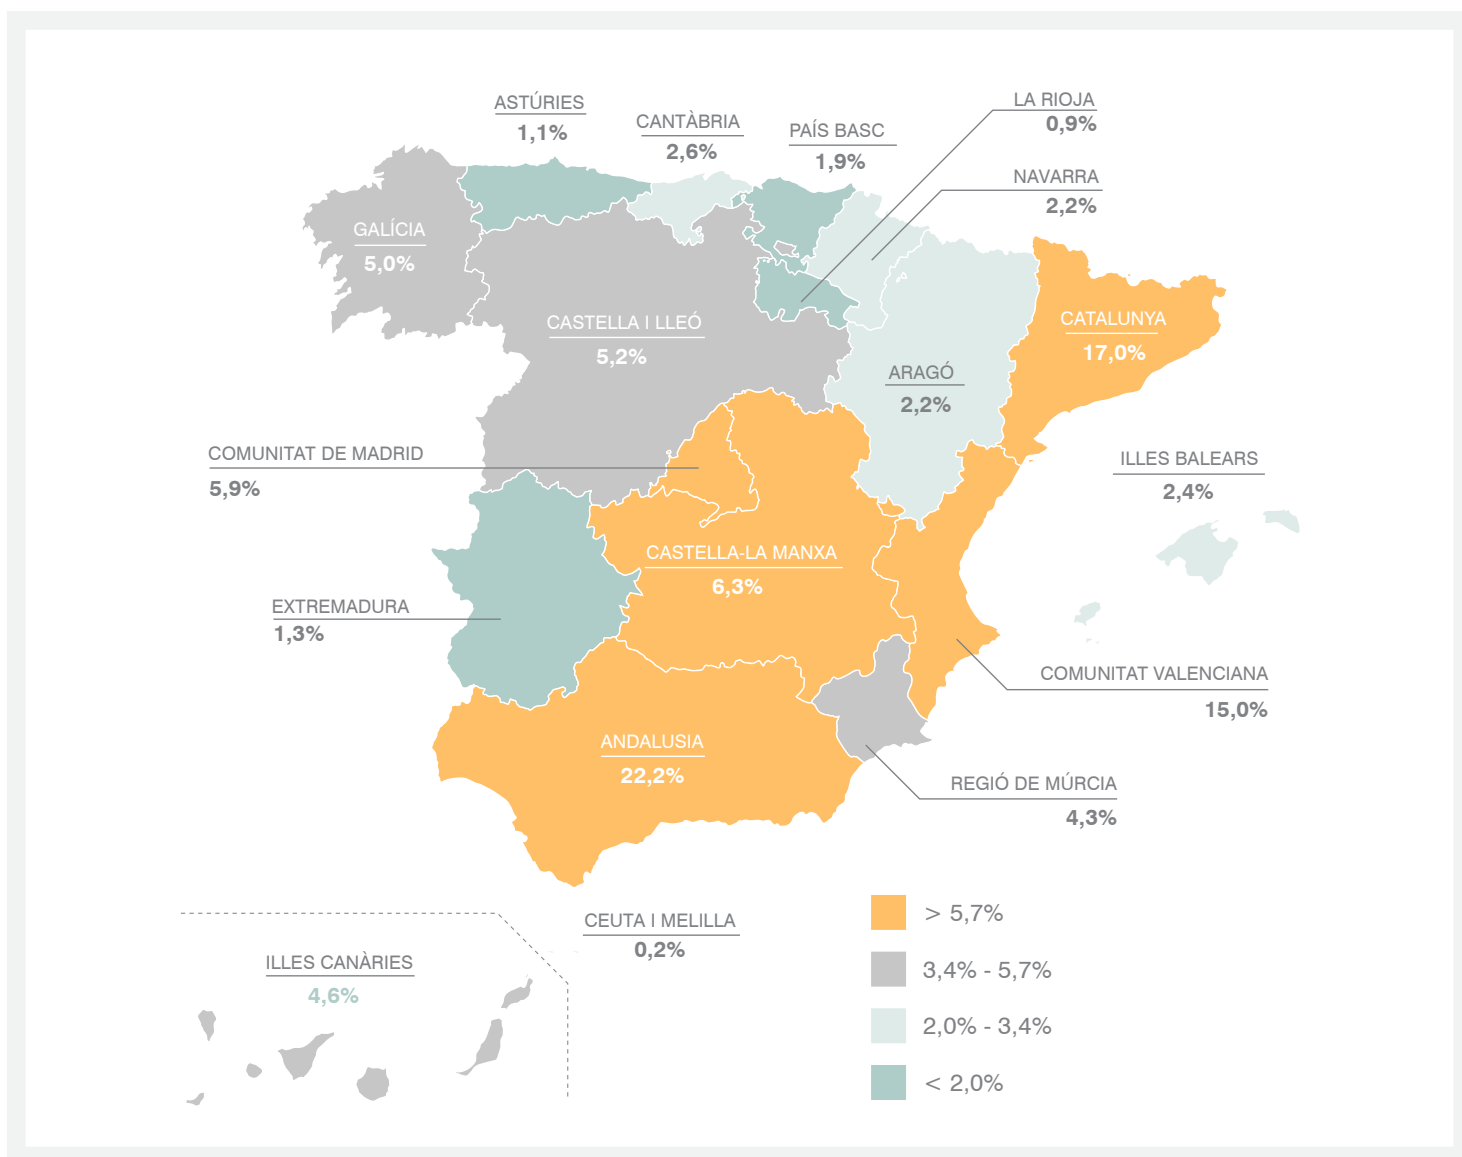 ASTÚRIES
1,1%
CANTÀBRIA
2,6%
PAÍS BASC
1,9%
LA RIOJA
0,9%
NAVARRA
2,2%
GALÍCIA
5,0%
CASTELLA I LLEÓ
5,2%
CATALUNYA
17,0%
ARAGÓ
2,2%
COMUNITAT DE MADRID
5,9%
ILLES BALEARS
2,4%
CASTELLA-LA MANXA
6,3%
EXTREMADURA
1,3%
COMUNITAT VALENCIANA
15,0%
ANDALUSIA
22,2%
REGIÓ DE MÚRCIA
4,3%
CEUTA I MELILLA
0,2%
ILLES CANÀRIES
4,6%
> 5,7%
3,4% - 5,7%
2,0% - 3,4%
< 2,0%